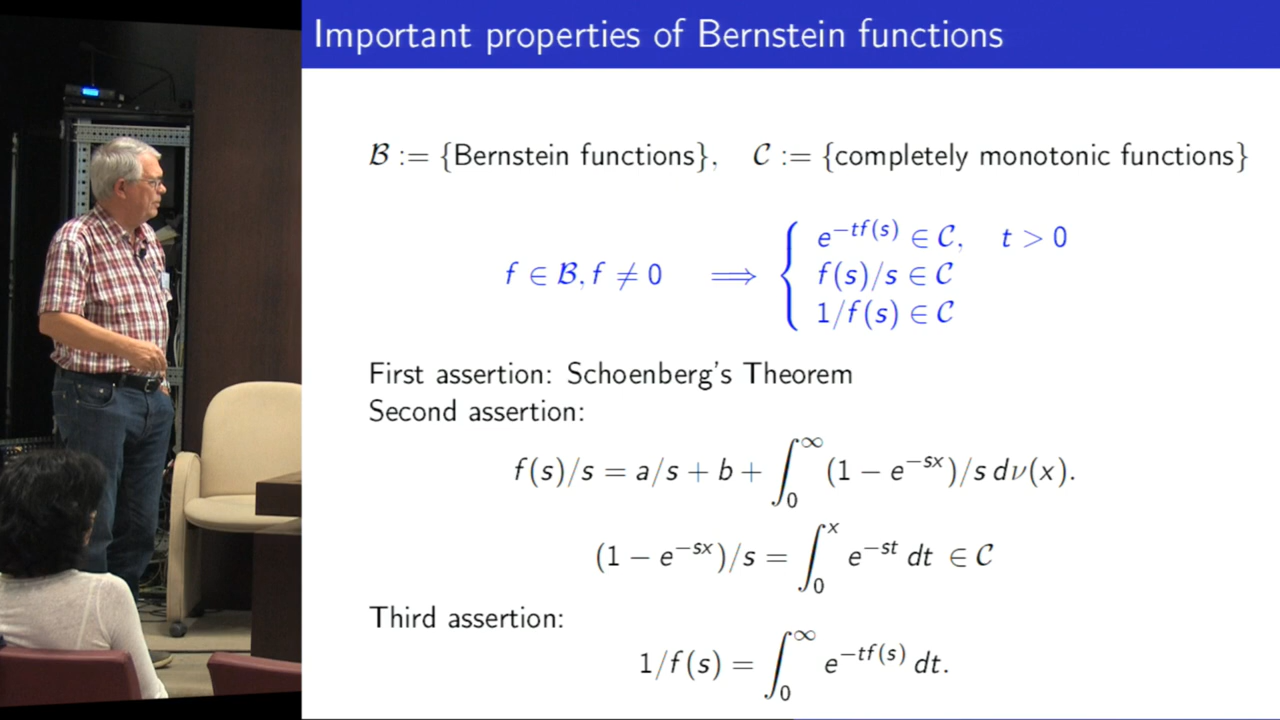 Important properties of Bernstein functions
ℬ := {Bernstein functions}, 𝒞 := {completely monotonic functions}
f ∈ ℬ, f ≠ 0 ⟹ { e^{−tf(s)} ∈ 𝒞, t > 0
f(s)/s ∈ 𝒞
1/f(s) ∈ 𝒞
First assertion: Schoenberg's Theorem
Second assertion:
f(s)/s = a/s + b + ∫_0^∞ (1 − e^{−sx})/s dν(x).
(1 − e^{−sx})/s = ∫_0^x e^{−st} dt ∈ 𝒞
Third assertion:
1/f(s) = ∫_0^∞ e^{−tf(s)} dt.